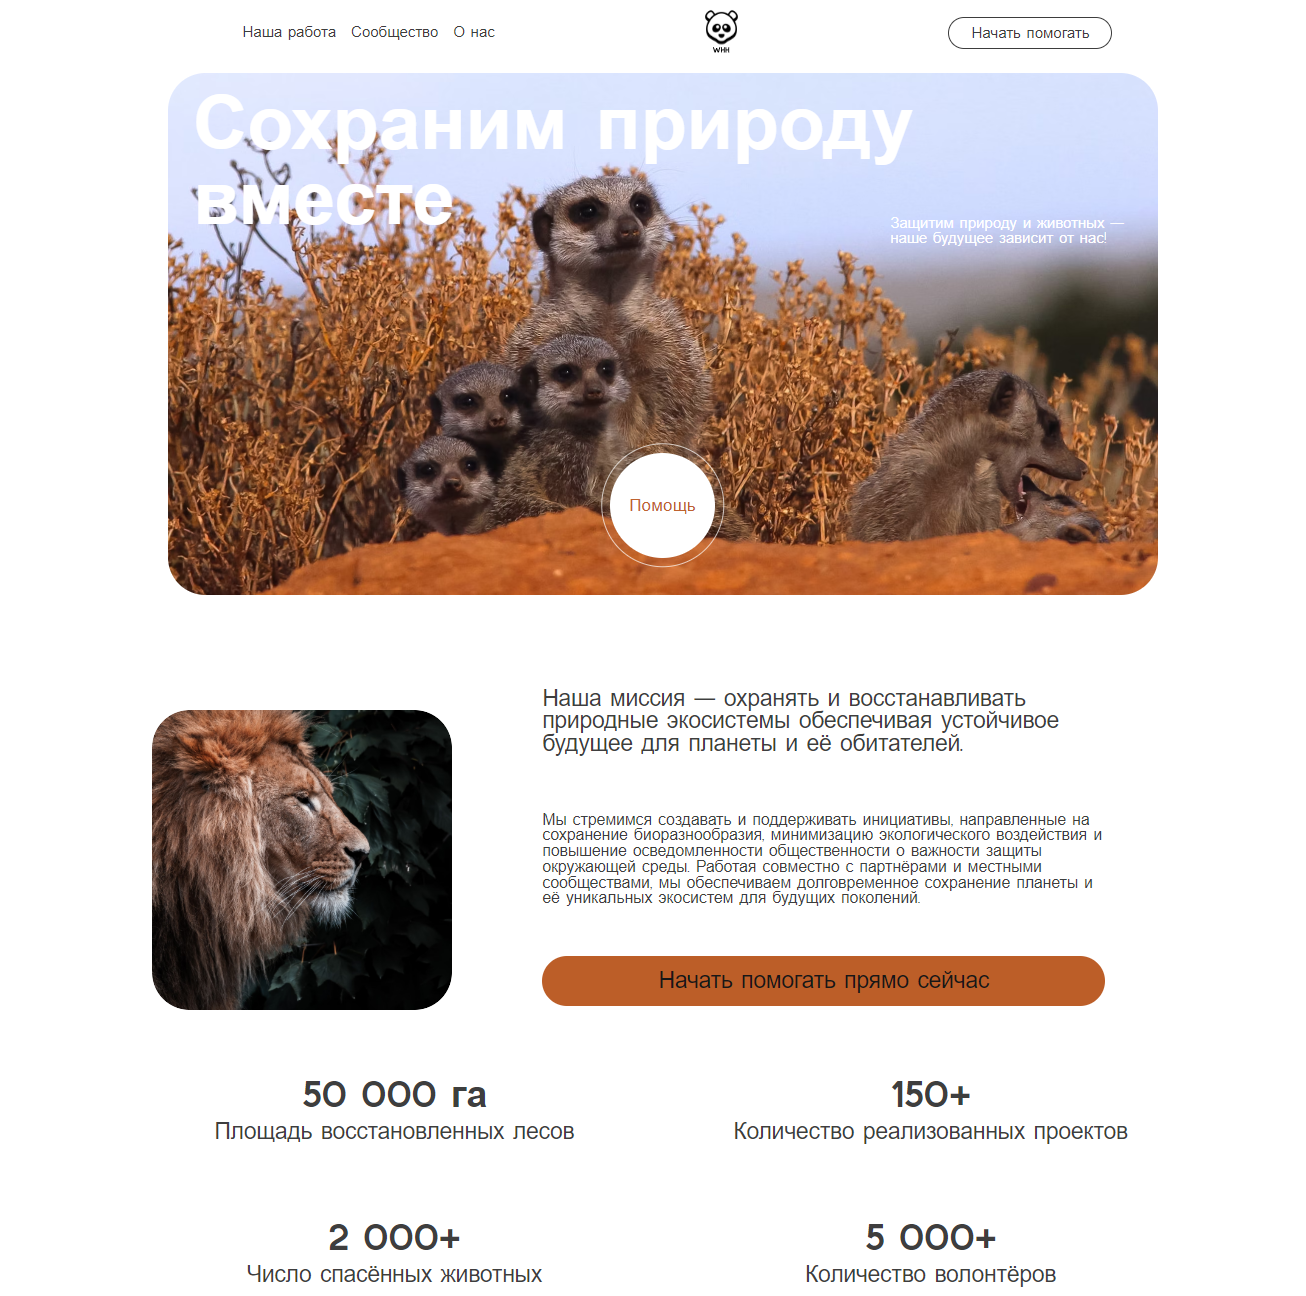 Наша работа Сообщество О нас
WHH
Начать помогать
Сохраним природу
вместе
Защитим природу и животных —
наше будущее зависит от нас!
Помощь
Наша миссия — охранять и восстанавливать
природные экосистемы обеспечивая устойчивое
будущее для планеты и её обитателей.
Мы стремимся создавать и поддерживать инициативы, направленные на
сохранение биоразнообразия, минимизацию экологического воздействия и
повышение осведомленности общественности о важности защиты
окружающей среды. Работая совместно с партнёрами и местными
сообществами, мы обеспечиваем долговременное сохранение планеты и
её уникальных экосистем для будущих поколений.
Начать помогать прямо сейчас
50 000 га
Площадь восстановленных лесов
150+
Количество реализованных проектов
2 000+
Число спасённых животных
5 000+
Количество волонтёров